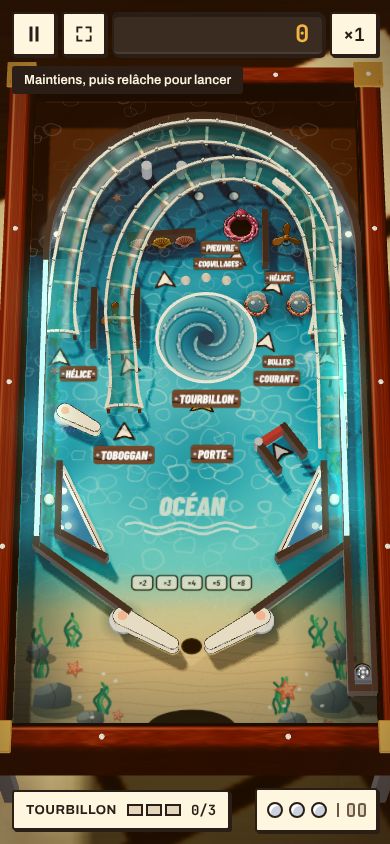 0
×1
Maintiens, puis relâche pour lancer
PIEUVRE
COQUILLAGES
HÉLICE
BULLES
HÉLICE
COURANT
TOURBILLON
TOBOGGAN
PORTE
OCÉAN
×2 ×3 ×4 ×5 ×8
TOURBILLON 0/3